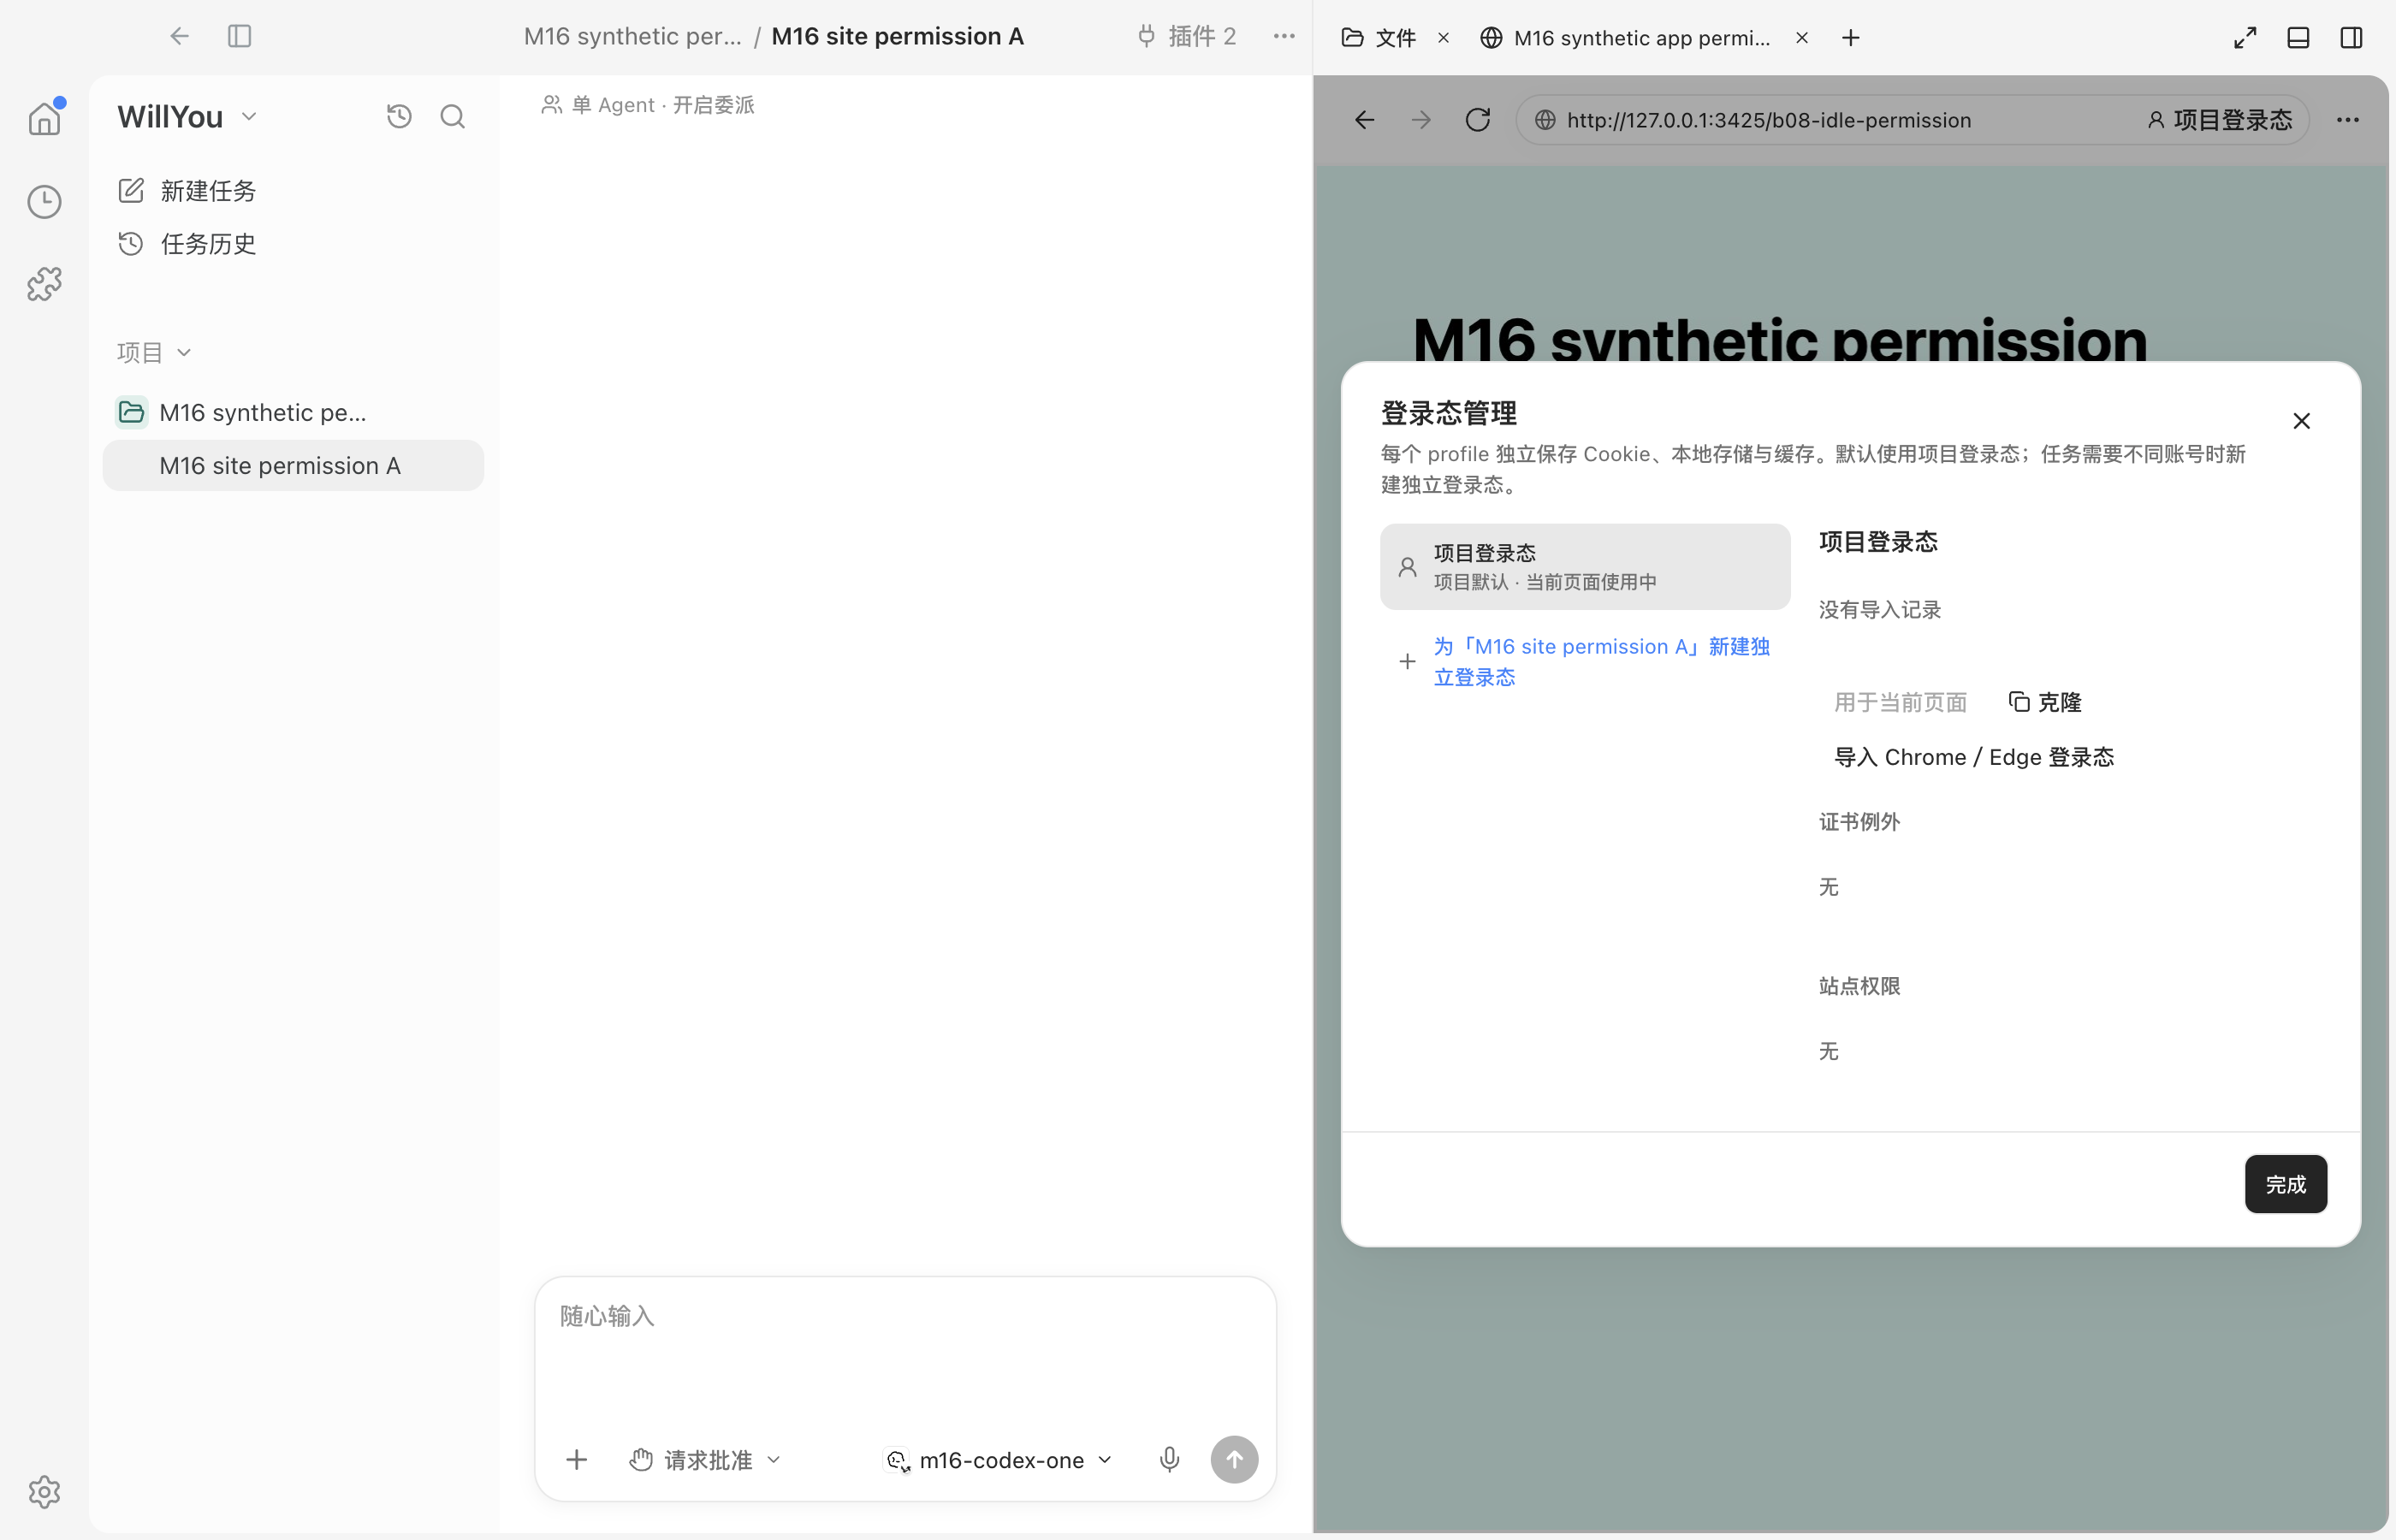 M16 synthetic per... / M16 site permission A
插件 2
文件
M16 synthetic app permi...
WillYou
新建任务
任务历史
项目
M16 synthetic pe...
M16 site permission A
单 Agent · 开启委派
随心输入
请求批准
m16-codex-one
http://127.0.0.1:3425/b08-idle-permission
项目登录态
M16 synthetic permission
登录态管理
每个 profile 独立保存 Cookie、本地存储与缓存。默认使用项目登录态；任务需要不同账号时新
建独立登录态。
项目登录态
项目默认 · 当前页面使用中
为「M16 site permission A」新建独
立登录态
项目登录态
没有导入记录
用于当前页面
克隆
导入 Chrome / Edge 登录态
证书例外
无
站点权限
无
完成